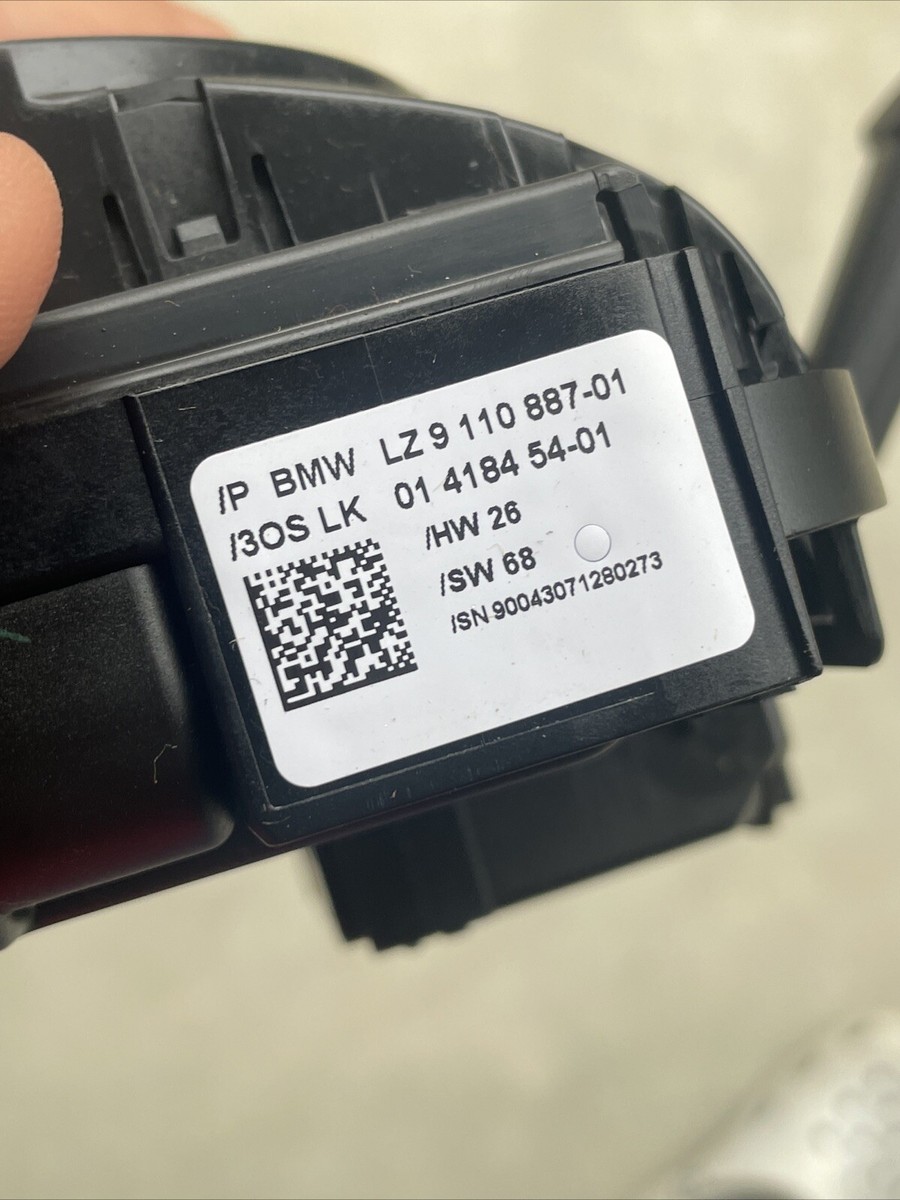 /P BMW LZ 9 110 887-01
/3OS LK 01 4184 54-01
/HW 26
/SW 68
/SN 90043071280273